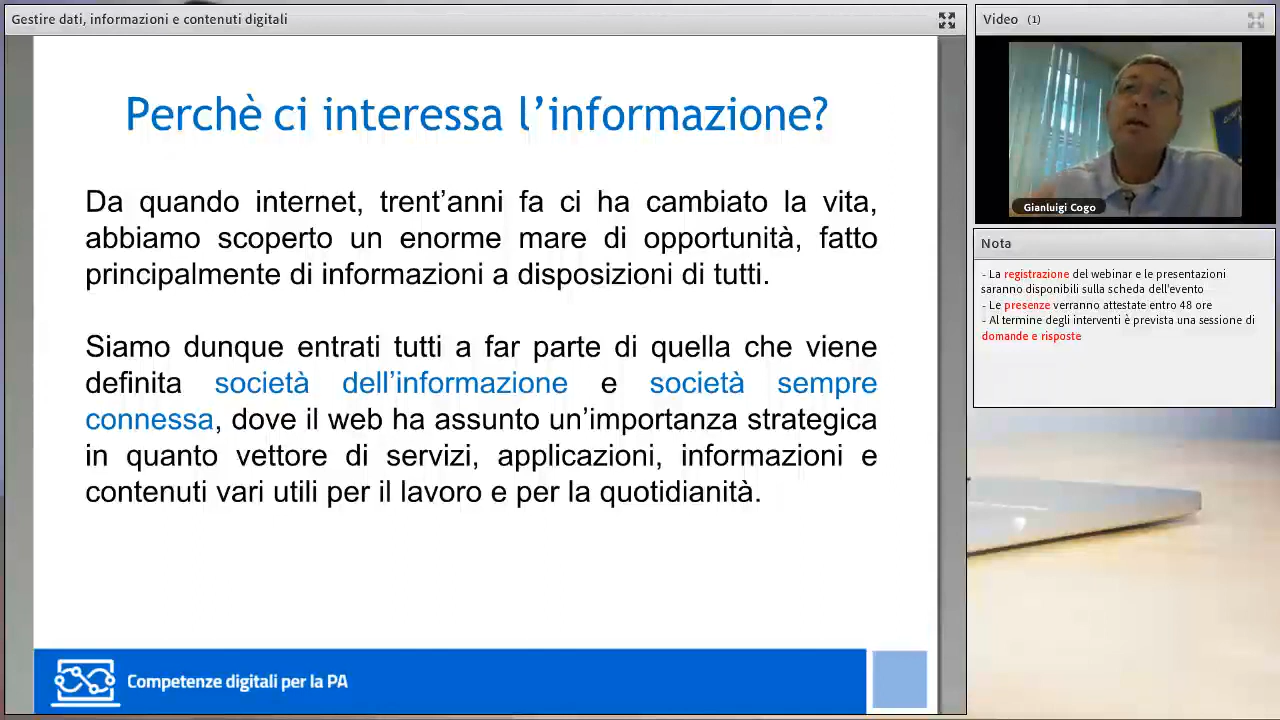 Gestire dati, informazioni e contenuti digitali
Perchè ci interessa l’informazione?
Da quando internet, trent’anni fa ci ha cambiato la vita,
abbiamo scoperto un enorme mare di opportunità, fatto
principalmente di informazioni a disposizioni di tutti.
Siamo dunque entrati tutti a far parte di quella che viene
definita società dell’informazione e società sempre
connessa, dove il web ha assunto un’importanza strategica
in quanto vettore di servizi, applicazioni, informazioni e
contenuti vari utili per il lavoro e per la quotidianità.
Competenze digitali per la PA
Video (1)
Gianluigi Cogo
Nota
- La registrazione del webinar e le presentazioni
saranno disponibili sulla scheda dell'evento
- Le presenze verranno attestate entro 48 ore
- Al termine degli interventi è prevista una sessione di
domande e risposte